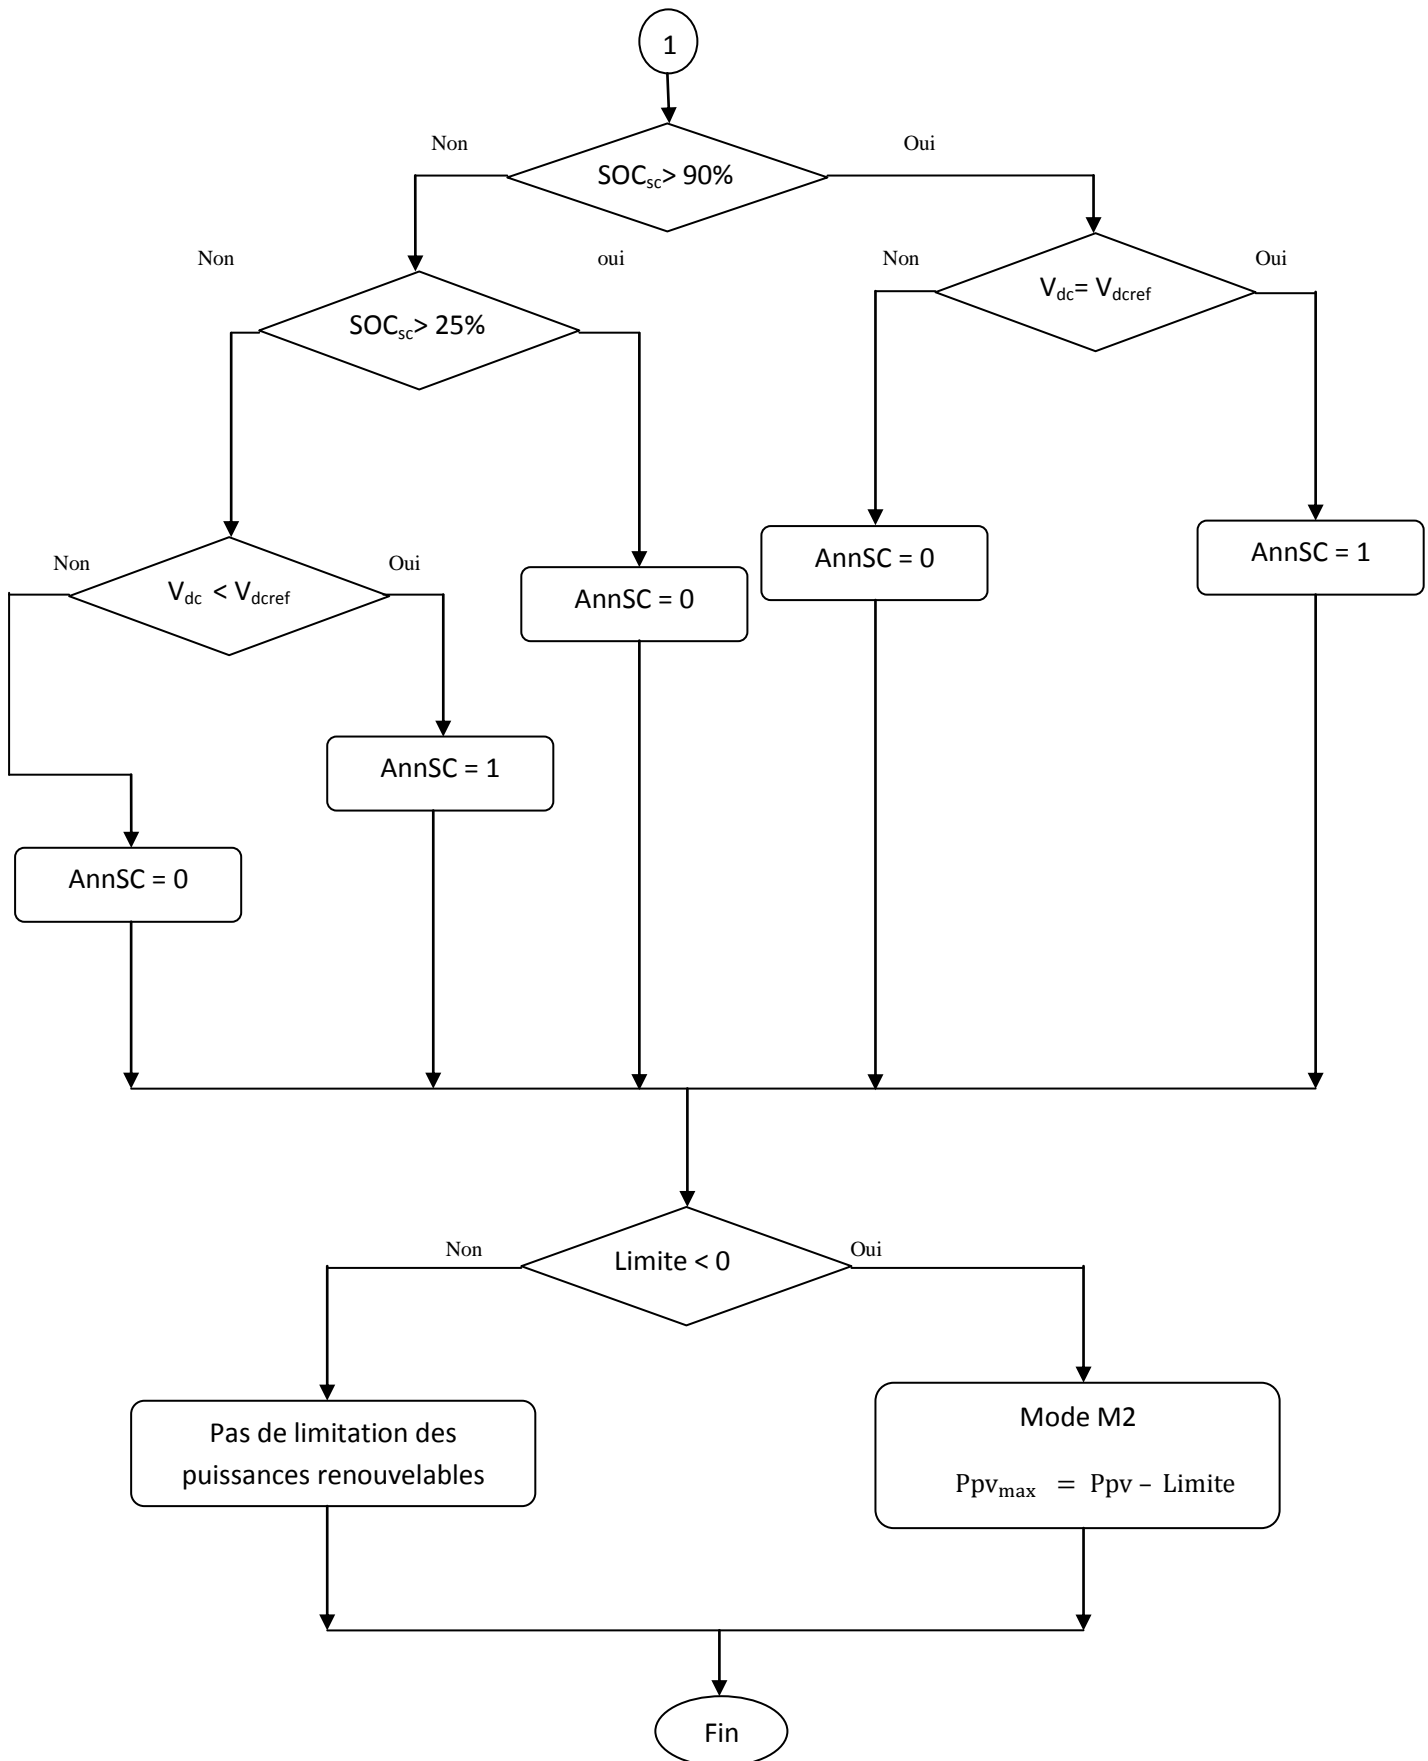 1
Non
Oui
SOCsc> 90%
Non
oui
Non
Oui
Vdc= Vdcref
SOCsc> 25%
Non
Oui
AnnSC = 0
AnnSC = 1
Vdc < Vdcref
AnnSC = 0
AnnSC = 1
AnnSC = 0
Non
Oui
Limite < 0
Pas de limitation des
puissances renouvelables
Mode M2
Ppvmax = Ppv – Limite
Fin